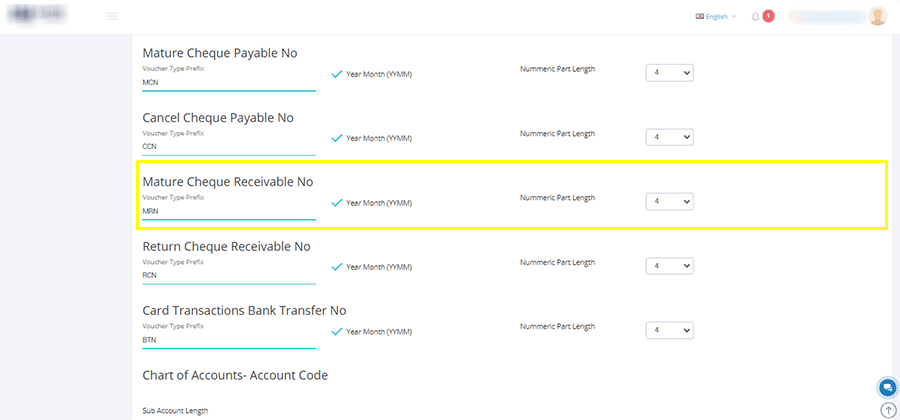 English
1
Mature Cheque Payable No
Voucher Type Prefix
MCN
Year Month (YYMM)
Nummeric Part Length
4
Cancel Cheque Payable No
Voucher Type Prefix
CCN
Year Month (YYMM)
Nummeric Part Length
4
Mature Cheque Receivable No
Voucher Type Prefix
MRN
Year Month (YYMM)
Nummeric Part Length
4
Return Cheque Receivable No
Voucher Type Prefix
RCN
Year Month (YYMM)
Nummeric Part Length
4
Card Transactions Bank Transfer No
Voucher Type Prefix
BTN
Year Month (YYMM)
Nummeric Part Length
4
Chart of Accounts- Account Code
Sub Account Length